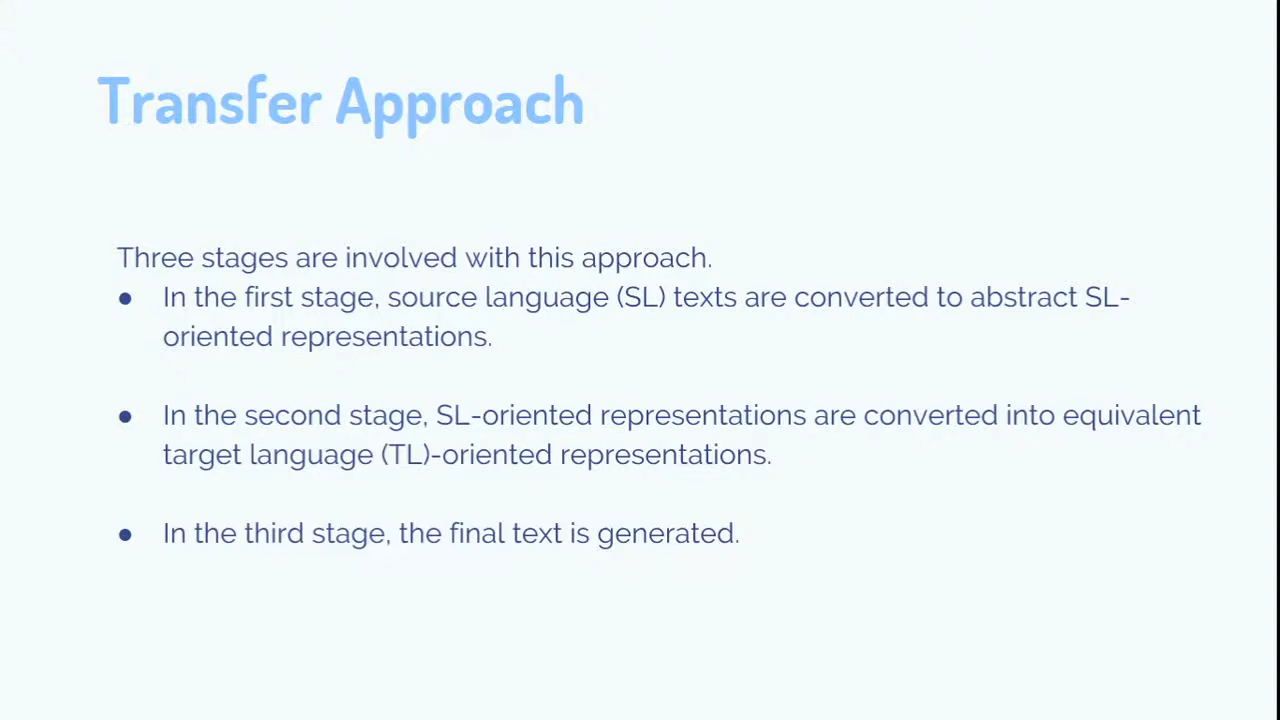 Transfer Approach
Three stages are involved with this approach.
● In the first stage, source language (SL) texts are converted to abstract SL-
oriented representations.
● In the second stage, SL-oriented representations are converted into equivalent
target language (TL)-oriented representations.
● In the third stage, the final text is generated.